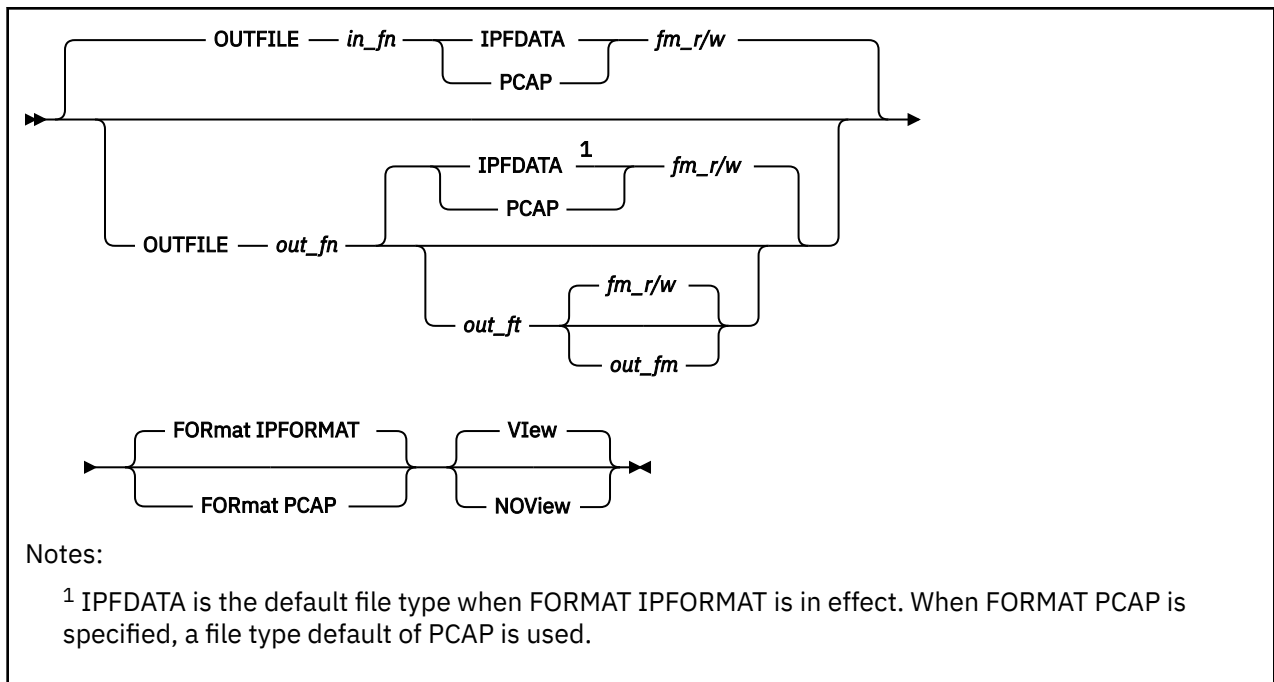 OUTFILE in_fn IPFDATA fm_r/w
PCAP
IPFDATA 1 fm_r/w
PCAP
OUTFILE out_fn
fm_r/w
out_ft
out_fm
FORmat IPFORMAT VIew
FORmat PCAP NOView
Notes:
1 IPFDATA is the default file type when FORMAT IPFORMAT is in effect. When FORMAT PCAP is
specified, a file type default of PCAP is used.